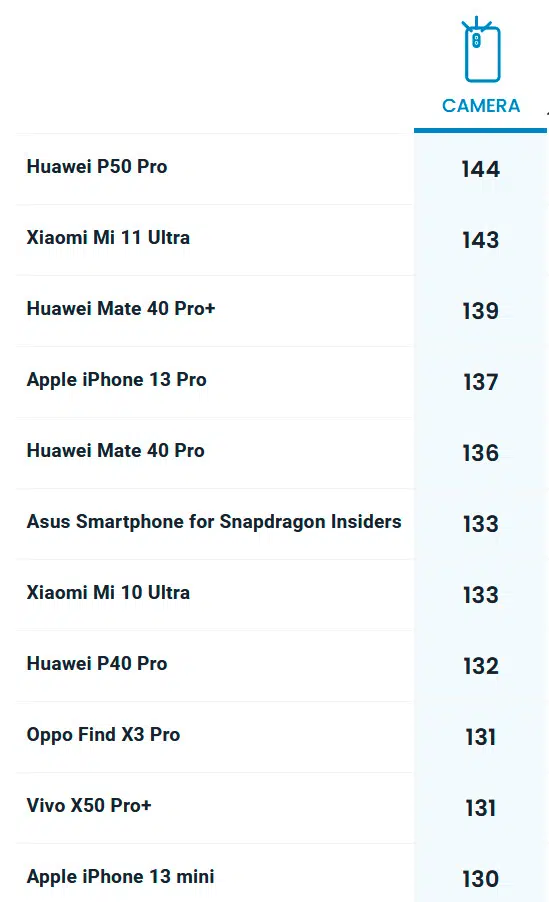 CAMERA
Huawei P50 Pro 144
Xiaomi Mi 11 Ultra 143
Huawei Mate 40 Pro+ 139
Apple iPhone 13 Pro 137
Huawei Mate 40 Pro 136
Asus Smartphone for Snapdragon Insiders 133
Xiaomi Mi 10 Ultra 133
Huawei P40 Pro 132
Oppo Find X3 Pro 131
Vivo X50 Pro+ 131
Apple iPhone 13 mini 130